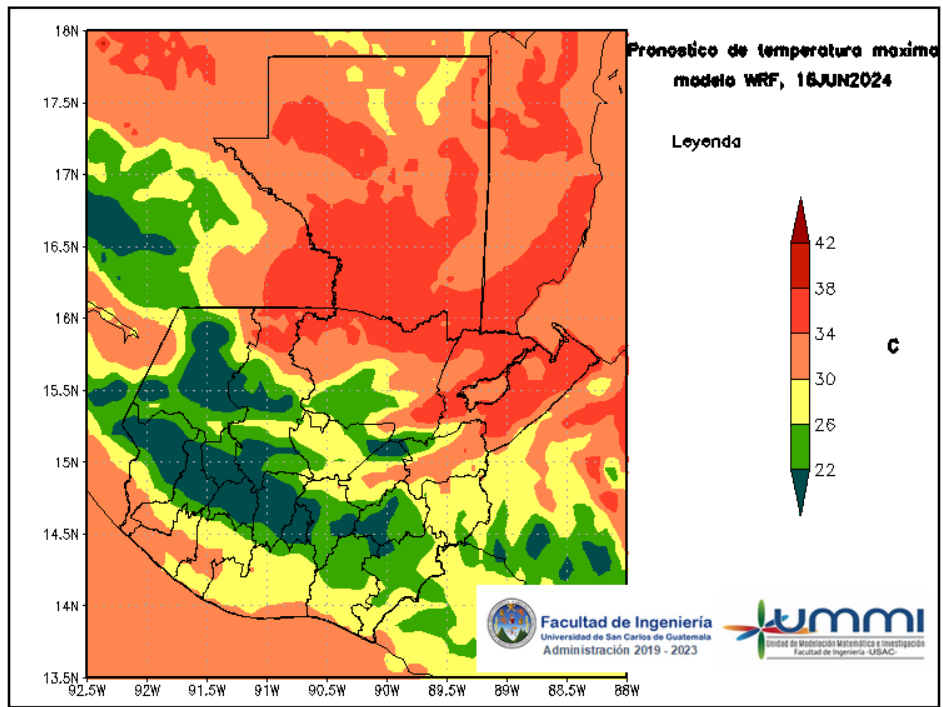 Pronostico de temperatura maxima
modelo WRF, 16JUN2024
Leyenda
42
38
34
30
26
22
C
18N
17.5N
17N
16.5N
16N
15.5N
15N
14.5N
14N
13.5N
92.5W 92W 91.5W 91W 90.5W 90W 89.5W 89W 88.5W 88W
Facultad de Ingeniería
Universidad de San Carlos de Guatemala
Administración 2019 - 2023
UMMI
Unidad de Modelación Matemática e Investigación
Facultad de Ingeniería -USAC-